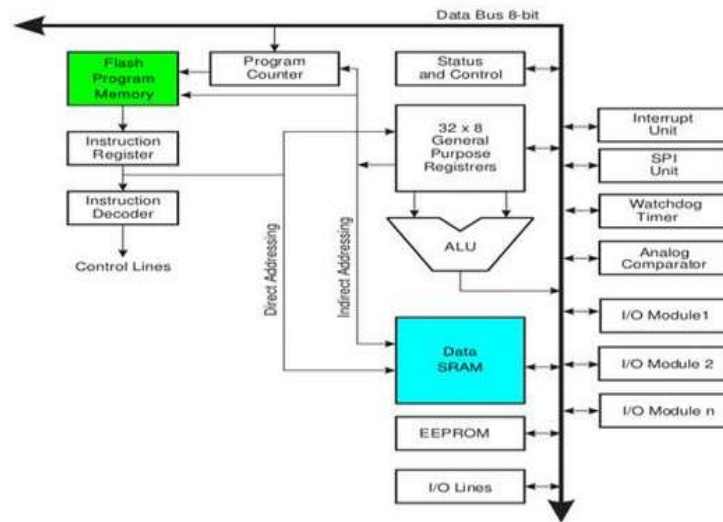 Data Bus 8-bit
Flash
Program
Memory
Program
Counter
Status
and Control
Instruction
Register
32 x 8
General
Purpose
Registrers
Interrupt
Unit
SPI
Unit
Instruction
Decoder
Watchdog
Timer
ALU
Analog
Comparator
Control Lines
Direct Addressing
Indirect Addressing
I/O Module1
Data
SRAM
I/O Module 2
I/O Module n
EEPROM
I/O Lines